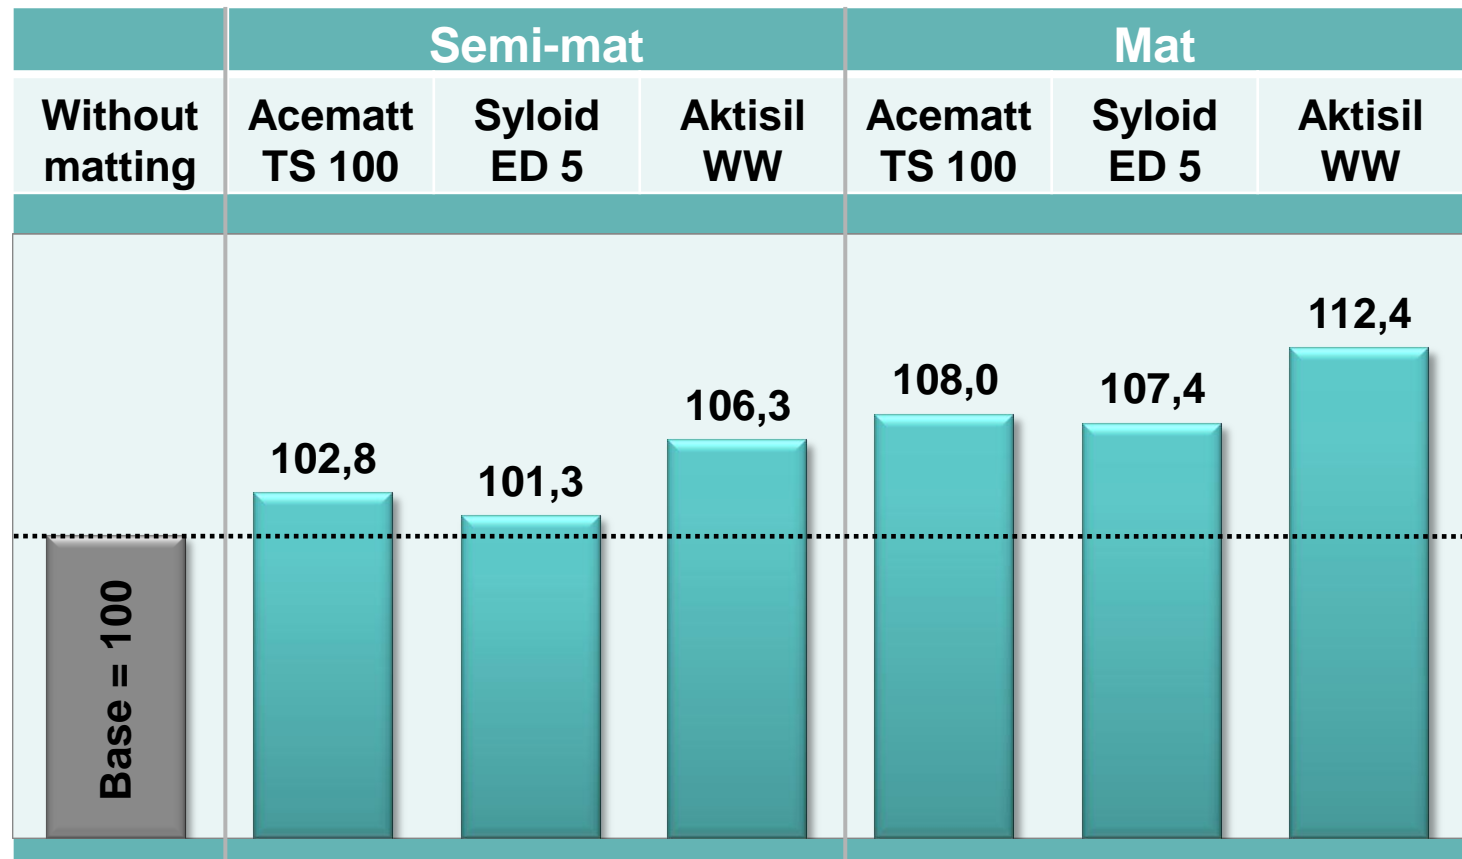 Semi-mat
Mat
Without
matting
Acematt
TS 100
Syloid
ED 5
Aktisil
WW
Acematt
TS 100
Syloid
ED 5
Aktisil
WW
Base = 100
102,8
101,3
106,3
108,0
107,4
112,4